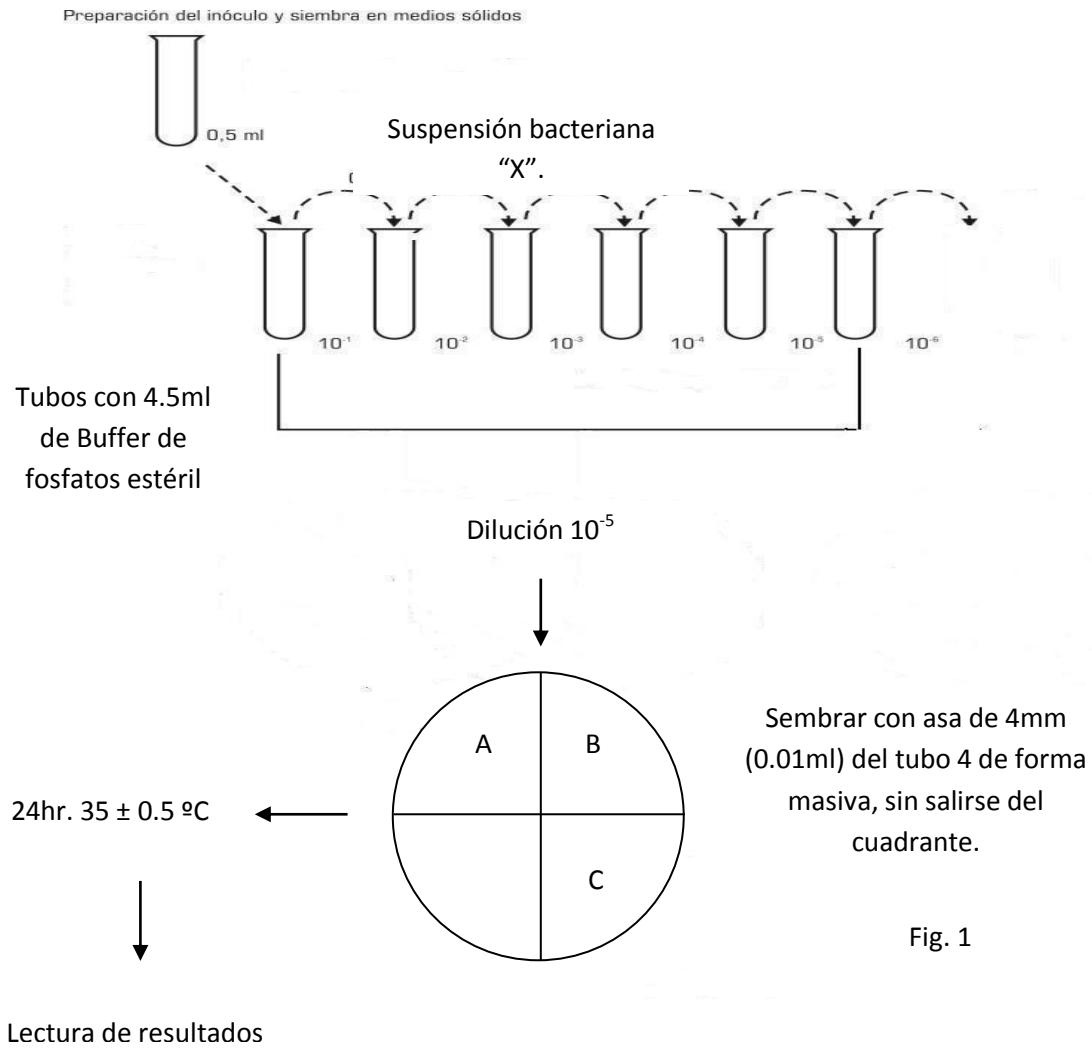 Preparación del inóculo y siembra en medios sólidos
0,5 ml
Suspensión bacteriana
“X”.
10⁻¹
10⁻²
10⁻³
10⁻⁴
10⁻⁵
10⁻⁶
Tubos con 4.5ml
de Buffer de
fosfatos estéril
Dilución 10⁻⁵
A
B
C
Sembrar con asa de 4mm
(0.01ml) del tubo 4 de forma
masiva, sin salirse del
cuadrante.
24hr. 35 ± 0.5 ºC
Fig. 1
Lectura de resultados